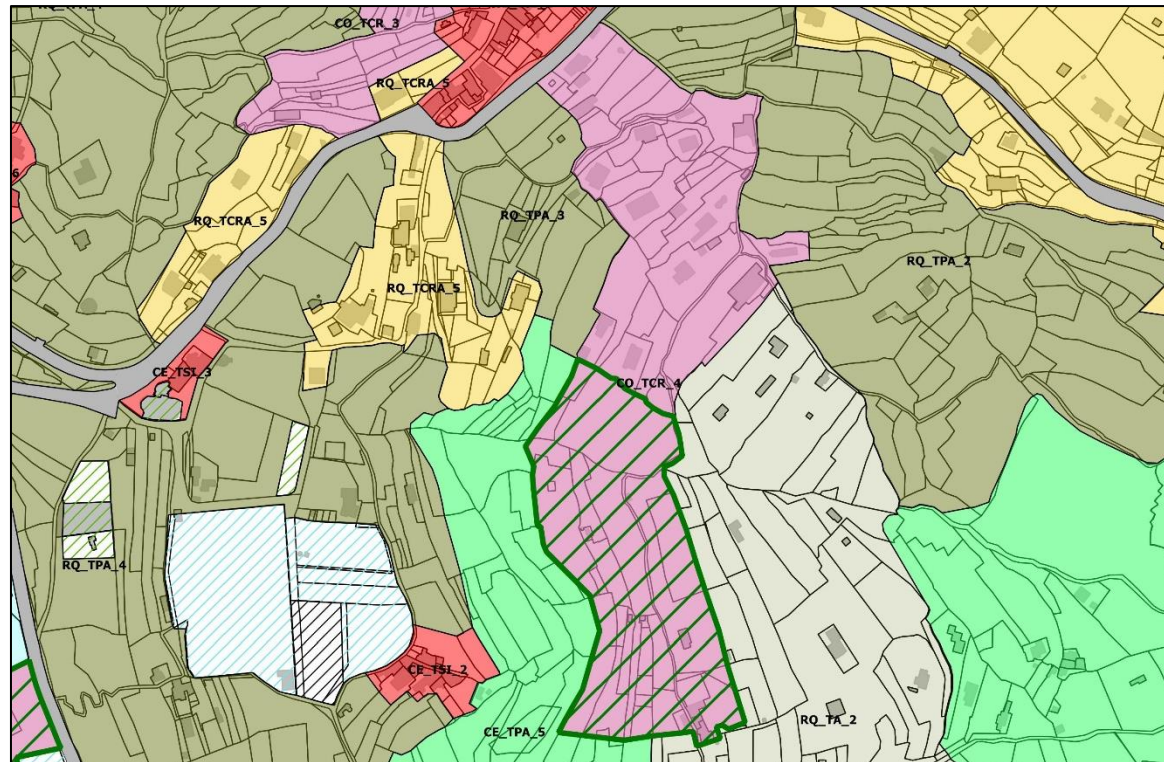 CO_TCR_3
RQ_TCRA_5
RQ_TCRA_5
RQ_TPA_3
RQ_TPA_2
RQ_TCRA_5
CE_TSI_3
CO_TCR_4
RQ_TPA_4
CE_TSI_2
RQ_TA_2
CE_TPA_5